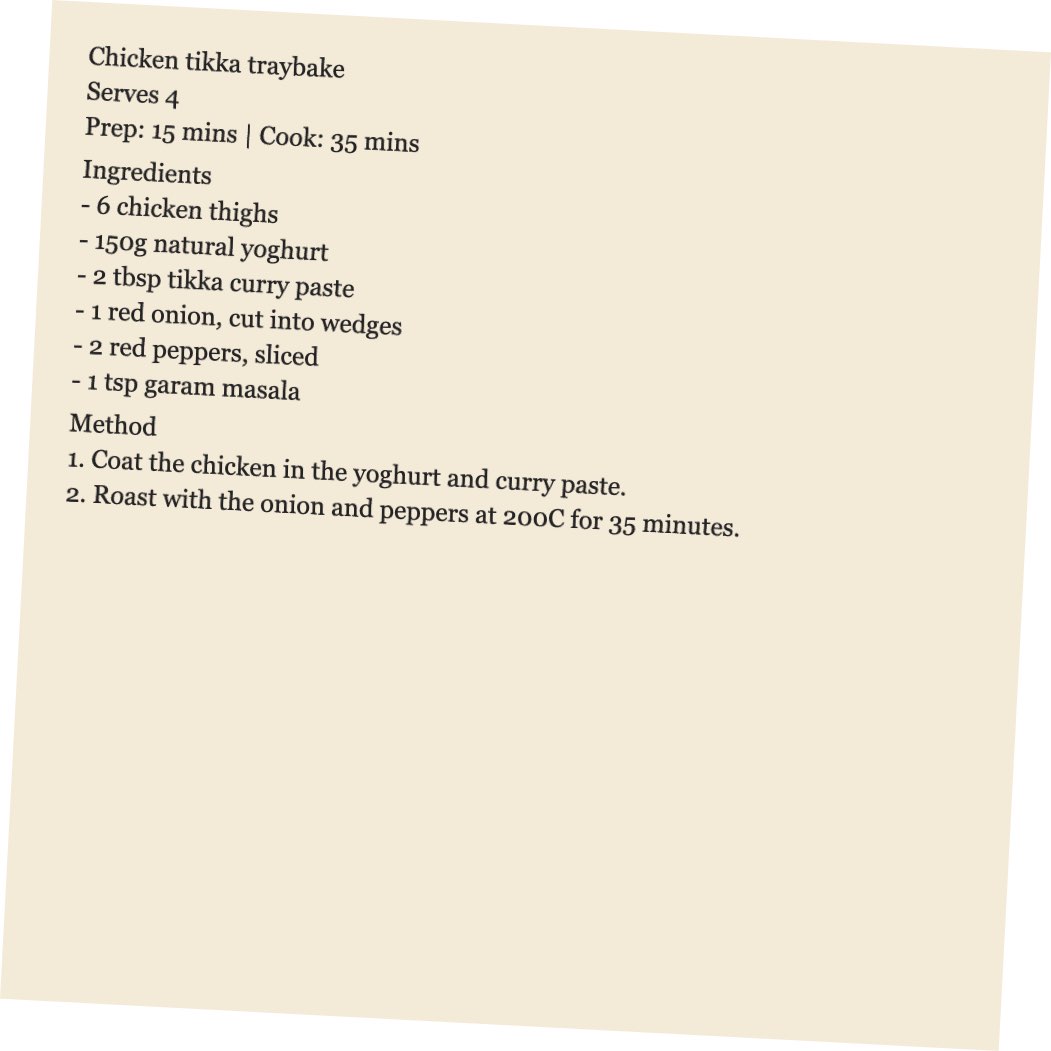 Chicken tikka traybake
Serves 4
Prep: 15 mins | Cook: 35 mins
Ingredients
- 6 chicken thighs
- 150g natural yoghurt
- 2 tbsp tikka curry paste
- 1 red onion, cut into wedges
- 2 red peppers, sliced
- 1 tsp garam masala
Method
1. Coat the chicken in the yoghurt and curry paste.
2. Roast with the onion and peppers at 200C for 35 minutes.